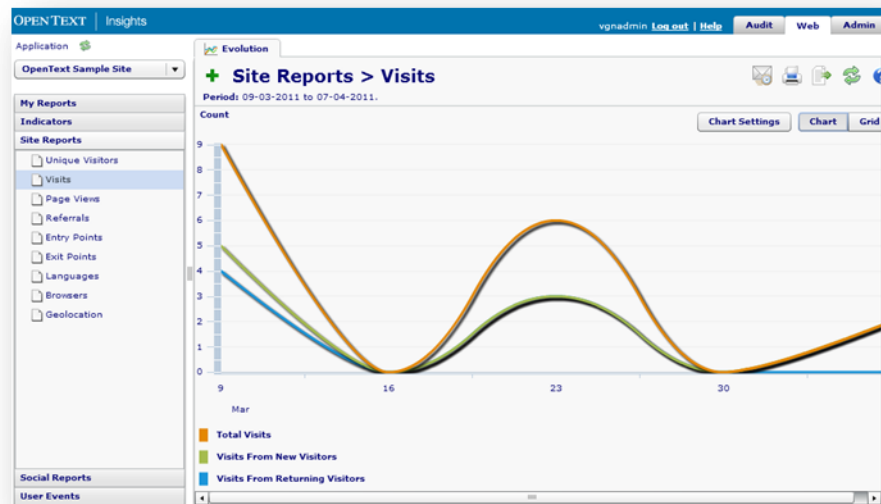 OPENTEXT | Insights
vgnadmin Log out | Help
Audit
Web
Admin
Application
OpenText Sample Site
My Reports
Indicators
Site Reports
Unique Visitors
Visits
Page Views
Referrals
Entry Points
Exit Points
Languages
Browsers
Geolocation
Social Reports
User Events
Evolution
+ Site Reports > Visits
Period: 09-03-2011 to 07-04-2011.
Count
Chart Settings
Chart
Grid
9
8
7
6
5
4
3
2
1
0
9 16 23 30
Mar
Total Visits
Visits From New Visitors
Visits From Returning Visitors